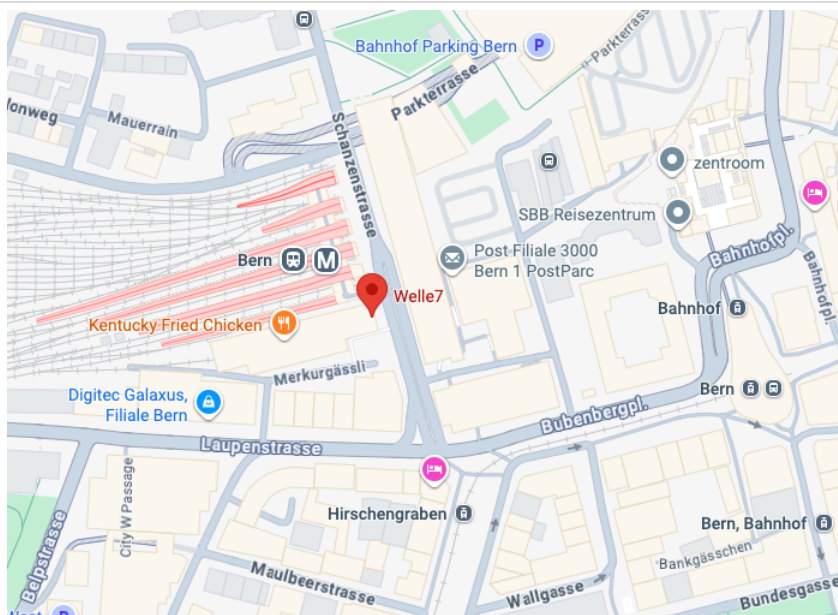 Bahnhof Parking Bern
P
Parkterrasse
Parkterrasse
Mauerrain
Schanzenstrasse
zentroom
SBB Reisezentrum
Post Filiale 3000
Bern 1 PostParc
Bahnhofpl.
Bahnhofpl.
Bern
M
Welle7
Bahnhof
Kentucky Fried Chicken
Merkurgässli
Digitec Galaxus,
Filiale Bern
Bern
Bubenbergpl.
Laupenstrasse
City W Passage
Hirschengraben
Bern, Bahnhof
Bankgässchen
Belpstrasse
Maulbeerstrasse
Wallgasse
Bundesgasse
P